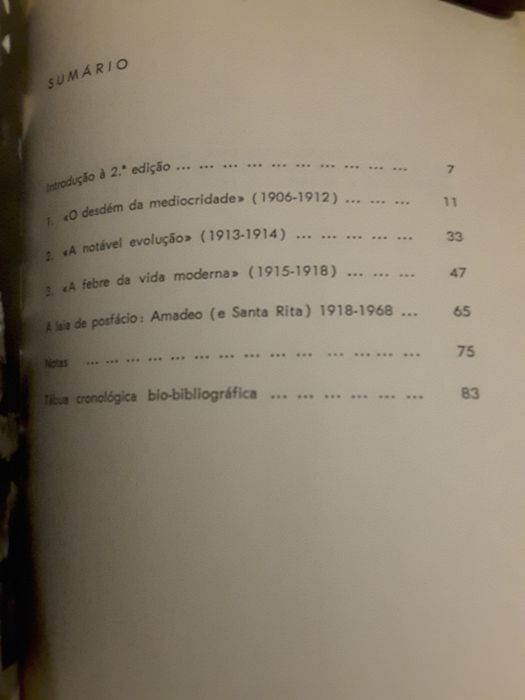 SUMÁRIO
Introdução à 2.ª edição ... ... ... ... ... ... ... ... ... ... 7
1. «O desdém da mediocridade» (1906-1912) ... ... ... 11
2. «A notável evolução» (1913-1914) ... ... ... ... ... 33
3. «A febre da vida moderna» (1915-1918) ... ... ... 47
A laia de posfácio: Amadeo (e Santa Rita) 1918-1968 ... 65
Notas ... ... ... ... ... ... ... ... ... ... ... ... ... ... 75
Tábua cronológica bio-bibliográfica ... ... ... ... ... ... 83